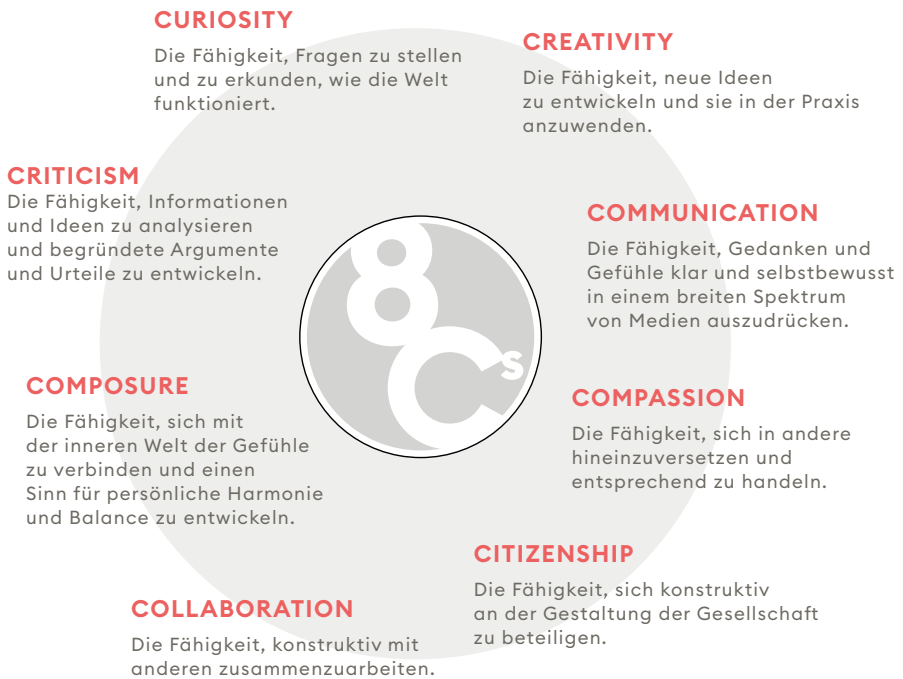 CURIOSITY
Die Fähigkeit, Fragen zu stellen
und zu erkunden, wie die Welt
funktioniert.
CREATIVITY
Die Fähigkeit, neue Ideen
zu entwickeln und sie in der Praxis
anzuwenden.
CRITICISM
Die Fähigkeit, Informationen
und Ideen zu analysieren
und begründete Argumente
und Urteile zu entwickeln.
COMMUNICATION
Die Fähigkeit, Gedanken und
Gefühle klar und selbstbewusst
in einem breiten Spektrum
von Medien auszudrücken.
8Cs
COMPOSURE
Die Fähigkeit, sich mit
der inneren Welt der Gefühle
zu verbinden und einen
Sinn für persönliche Harmonie
und Balance zu entwickeln.
COMPASSION
Die Fähigkeit, sich in andere
hineinzuversetzen und
entsprechend zu handeln.
COLLABORATION
Die Fähigkeit, konstruktiv mit
anderen zusammenzuarbeiten.
CITIZENSHIP
Die Fähigkeit, sich konstruktiv
an der Gestaltung der Gesellschaft
zu beteiligen.